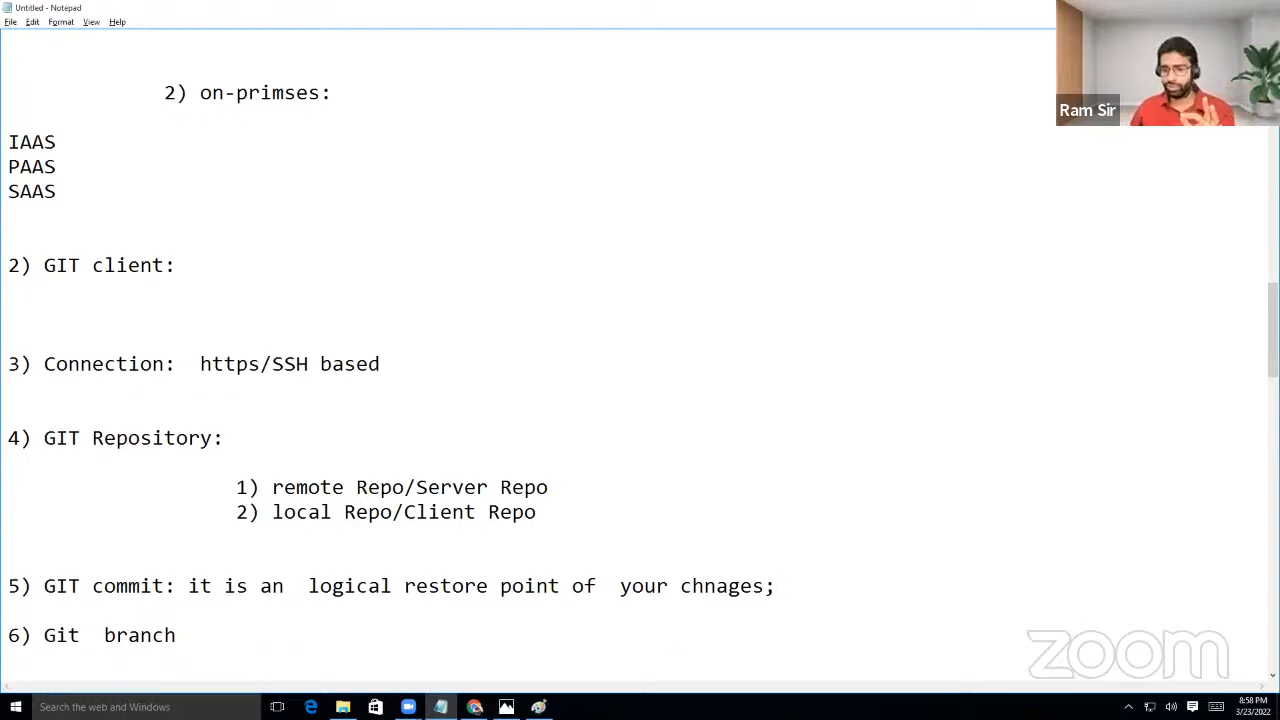 Untitled - Notepad
File Edit Format View Help
2) on-primses:
IAAS
PAAS
SAAS
2) GIT client:
3) Connection:  https/SSH based
4) GIT Repository:
1) remote Repo/Server Repo
2) local Repo/Client Repo
5) GIT commit: it is an  logical restore point of  your chnages;
6) Git  branch
Ram Sir
zoom
Search the web and Windows
8:58 PM
3/23/2022